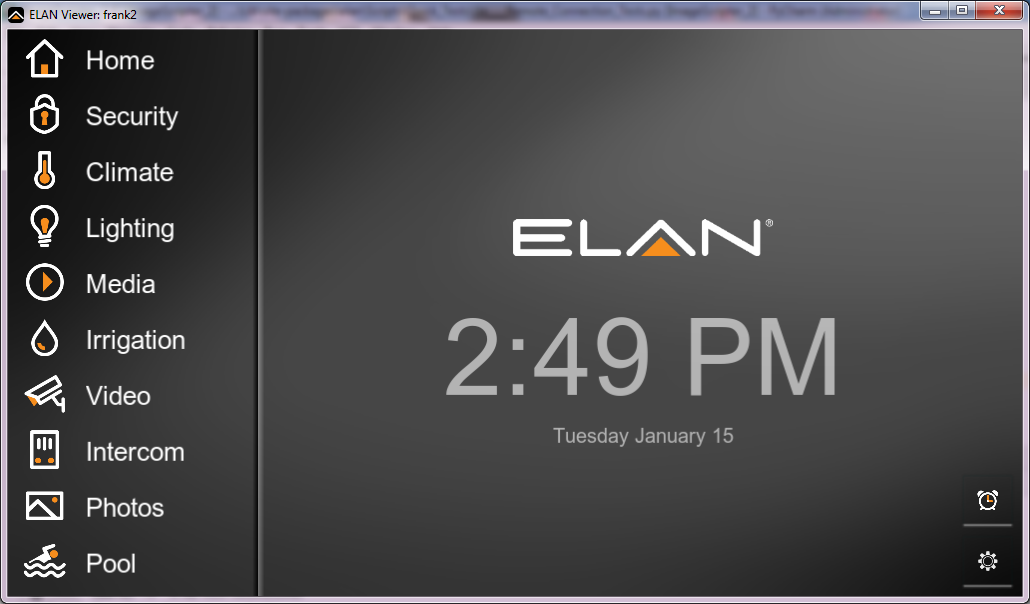 ELAN Viewer: frank2
Home
Security
Climate
Lighting
Media
Irrigation
Video
Intercom
Photos
Pool
ELAN®
2:49 PM
Tuesday January 15